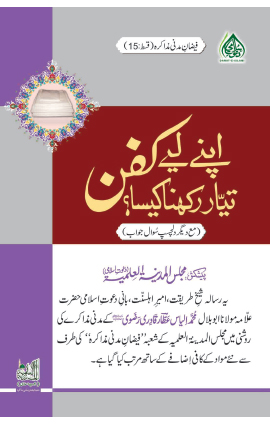 فیضانِ مدنی مذاکرہ (قسط:15)
اپنے لیے کفن
تیار رکھنا کیسا؟
(مع دیگر دلچسپ سوال جواب)
پیشکش: مجلس المدینۃ العلمیۃ
یہ رسالہ شیخِ طریقت، امیرِ اہلسنّت، بانیِ دعوتِ اسلامی حضرت
علّامہ مولانا ابو بلال محمد الیاس عطار قادری رضوی کے مدنی مذاکرے کی
روشنی میں مجلس المدینۃ العلمیہ کے شعبہ "فیضانِ مدنی مذاکرہ" کی طرف
سے نئے مواد کے کافی اضافے کے ساتھ مرتب کیا گیا ہے۔